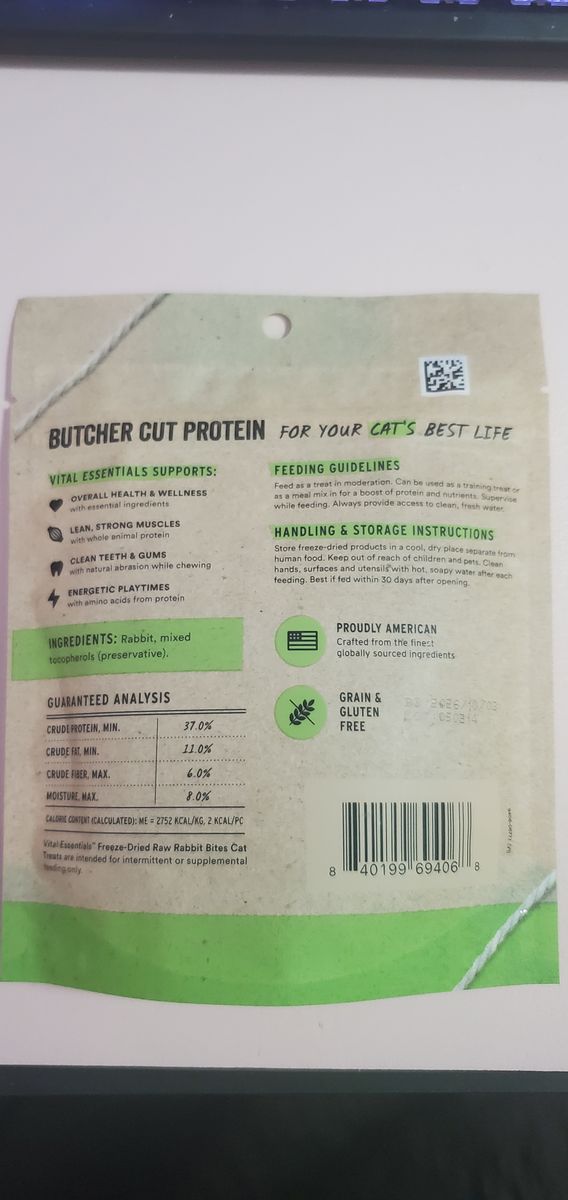 BUTCHER CUT PROTEIN FOR YOUR CAT'S BEST LIFE
VITAL ESSENTIALS SUPPORTS:
OVERALL HEALTH & WELLNESS
with essential ingredients
LEAN, STRONG MUSCLES
with whole animal protein
CLEAN TEETH & GUMS
with natural abrasion while chewing
ENERGETIC PLAYTIMES
with amino acids from protein
INGREDIENTS: Rabbit, mixed
tocopherols (preservative).
GUARANTEED ANALYSIS
CRUDE PROTEIN, MIN. 37.0%
CRUDE FAT, MIN. 11.0%
CRUDE FIBER, MAX. 6.0%
MOISTURE, MAX. 8.0%
CALORIE CONTENT (CALCULATED): ME = 2752 KCAL/KG, 2 KCAL/PC
Vital Essentials™ Freeze-Dried Raw Rabbit Bites Cat
Treats are intended for intermittent or supplemental
feeding only.
FEEDING GUIDELINES
Feed as a treat in moderation. Can be used as a training treat or
as a meal mix in for a boost of protein and nutrients. Supervise
while feeding. Always provide access to clean, fresh water.
HANDLING & STORAGE INSTRUCTIONS
Store freeze-dried products in a cool, dry place separate from
human food. Keep out of reach of children and pets. Clean
hands, surfaces and utensils with hot, soapy water after each
feeding. Best if fed within 30 days after opening.
PROUDLY AMERICAN
Crafted from the finest
globally sourced ingredients
GRAIN &
GLUTEN
FREE
8 40199 69406 8